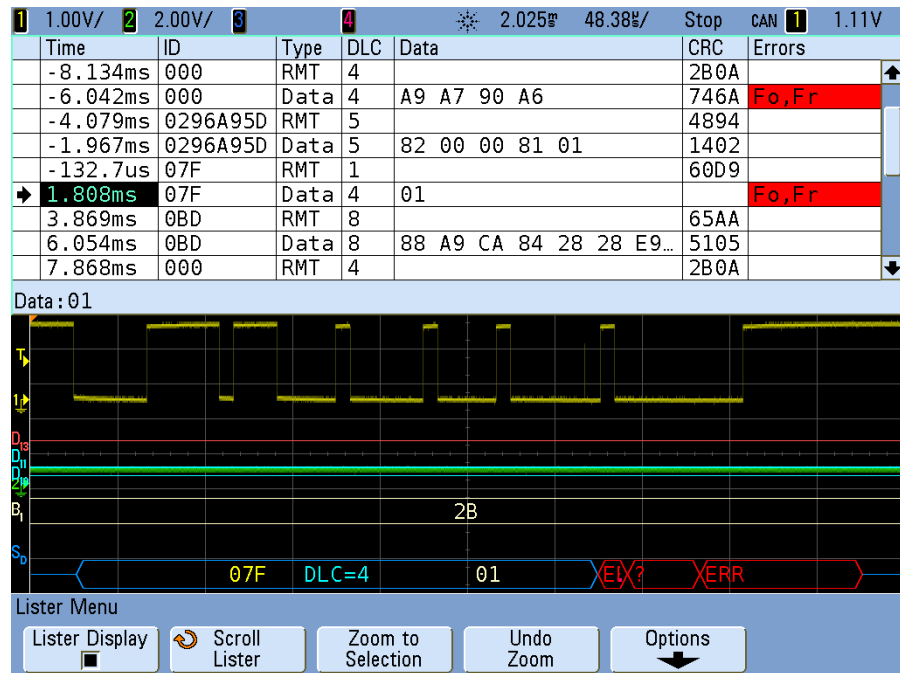 1 1.00V/ 2 2.00V/ 3 4 2.025ms 48.38us/ Stop CAN 1 1.11V
Time ID Type DLC Data CRC Errors
-8.134ms 000 RMT 4 2B0A
-6.042ms 000 Data 4 A9 A7 90 A6 746A Fo,Fr
-4.079ms 0296A95D RMT 5 4894
-1.967ms 0296A95D Data 5 82 00 00 81 01 1402
-132.7us 07F RMT 1 60D9
1.808ms 07F Data 4 01 Fo,Fr
3.869ms 0BD RMT 8 65AA
6.054ms 0BD Data 8 88 A9 CA 84 28 28 E9… 5105
7.868ms 000 RMT 4 2B0A
Data:01
T
1
D13
D11
2
B1 2B
SD
07F DLC=4 01 ? ERR
Lister Menu
Lister Display
Scroll Lister
Zoom to Selection
Undo Zoom
Options